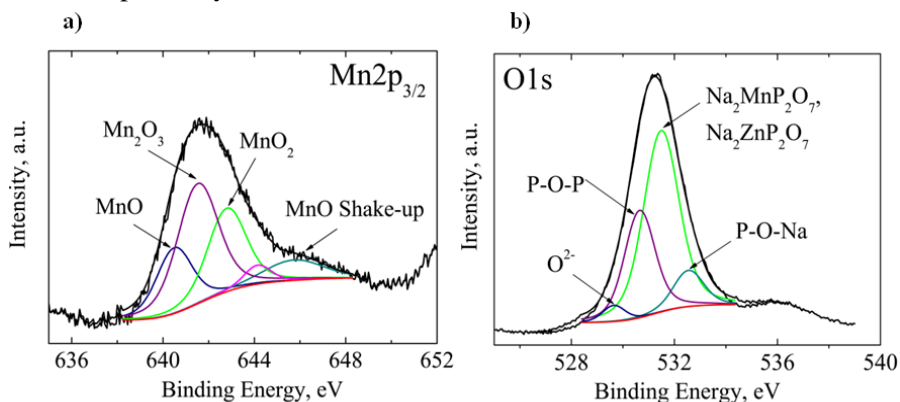 a)
Mn2p3/2
Mn2O3
MnO2
MnO
MnO Shake-up
Intensity, a.u.
636 640 644 648 652
Binding Energy, eV
b)
O1s
Na2MnP2O7,
Na2ZnP2O7
P-O-P
P-O-Na
O2-
Intensity, a.u.
528 532 536 540
Binding Energy, eV